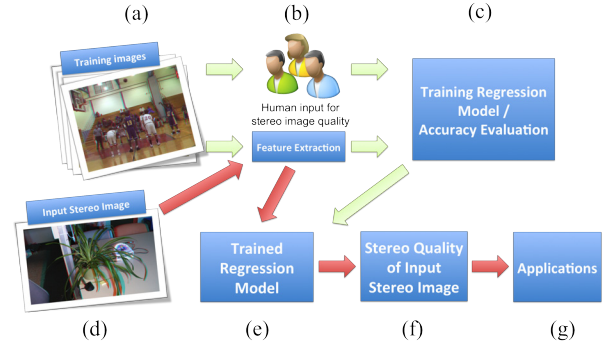 (a)
(b)
(c)
Training images
Human input for
stereo image quality
Feature Extraction
Training Regression
Model /
Accuracy Evaluation
Input Stereo Image
Trained
Regression
Model
Stereo Quality
of Input
Stereo Image
Applications
(d)
(e)
(f)
(g)